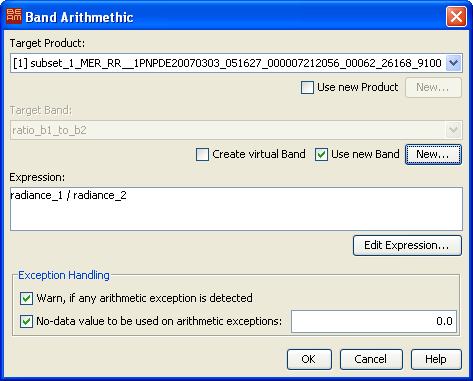 BEAM Band Arithmethic
Target Product:
[1] subset_1_MER_RR__1PNPDE20070303_051627_000007212056_00062_26168_9100
Use new Product New...
Target Band:
ratio_b1_to_b2
Create virtual Band Use new Band New...
Expression:
radiance_1 / radiance_2
Edit Expression...
Exception Handling
Warn, if any arithmetic exception is detected
No-data value to be used on arithmetic exceptions: 0.0
OK Cancel Help